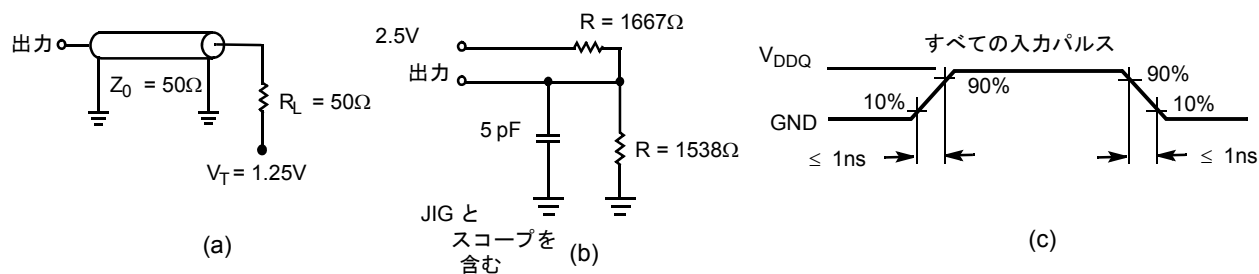 出力
Z0 = 50Ω
RL = 50Ω
VT = 1.25V
(a)
R = 1667Ω
2.5V
出力
5 pF
R = 1538Ω
JIG と
スコープを
含む
(b)
すべての入力パルス
VDDQ
GND
10%
90%
90%
10%
≤ 1ns
≤ 1ns
(c)